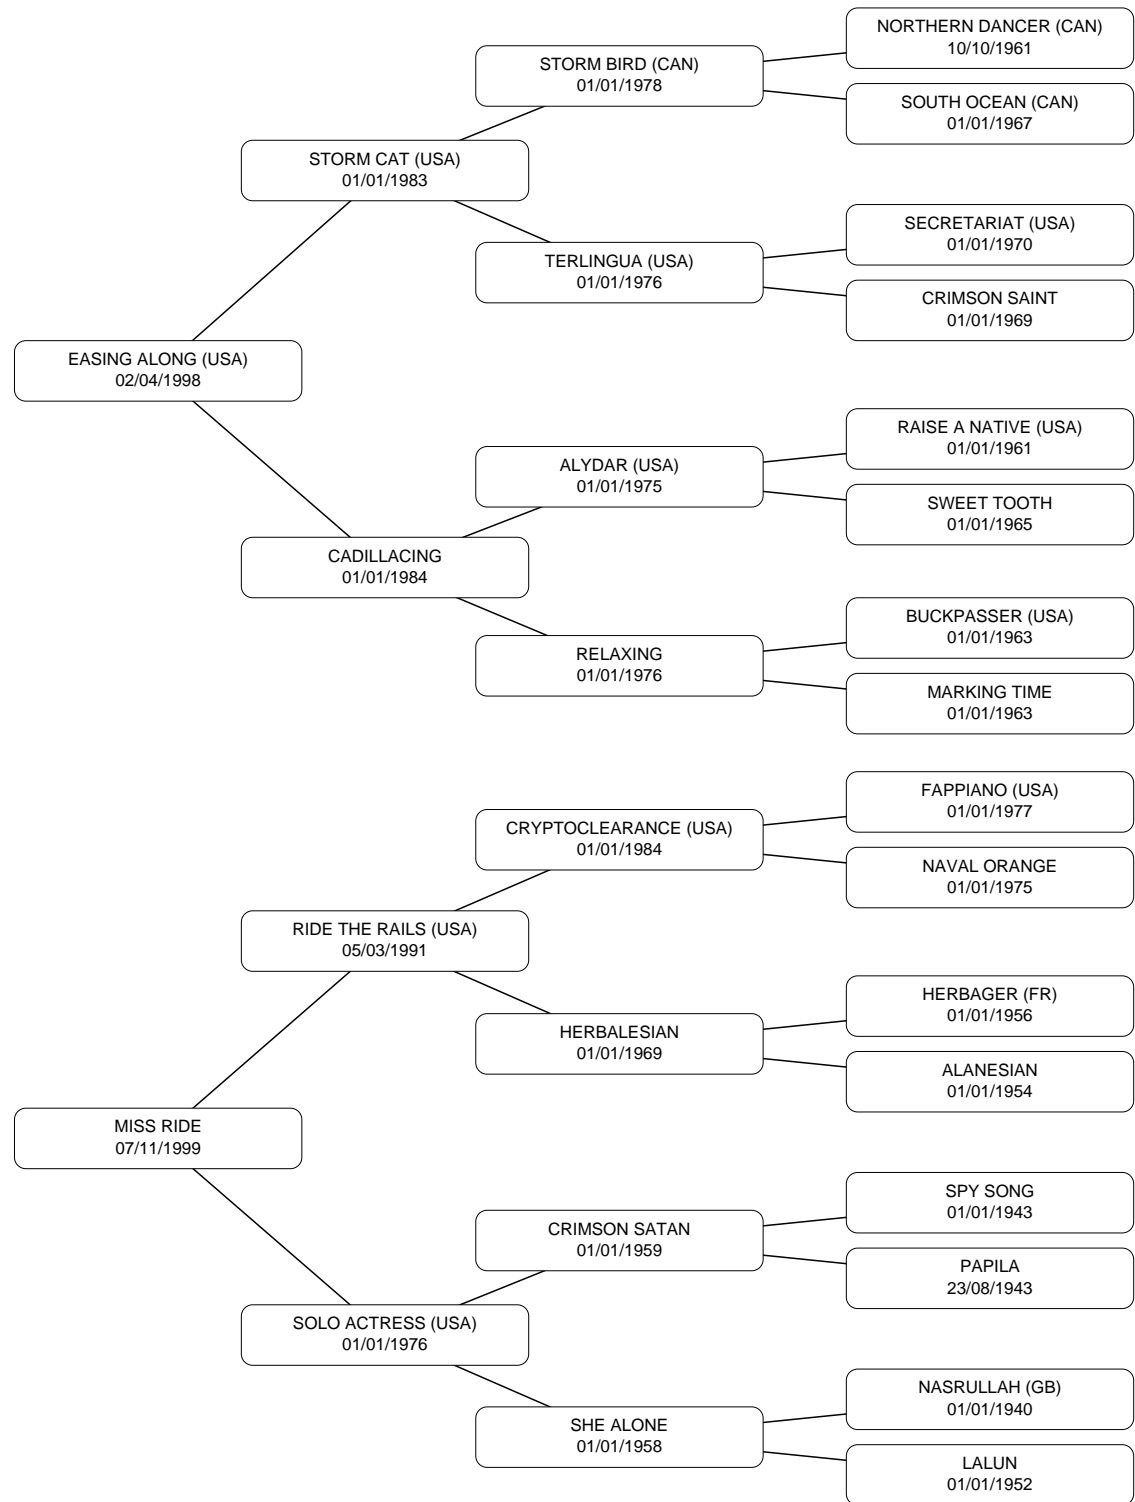 NORTHERN DANCER (CAN)
10/10/1961
STORM BIRD (CAN)
01/01/1978
SOUTH OCEAN (CAN)
01/01/1967
STORM CAT (USA)
01/01/1983
SECRETARIAT (USA)
01/01/1970
TERLINGUA (USA)
01/01/1976
CRIMSON SAINT
01/01/1969
EASING ALONG (USA)
02/04/1998
RAISE A NATIVE (USA)
01/01/1961
ALYDAR (USA)
01/01/1975
SWEET TOOTH
01/01/1965
CADILLACING
01/01/1984
BUCKPASSER (USA)
01/01/1963
RELAXING
01/01/1976
MARKING TIME
01/01/1963
FAPPIANO (USA)
01/01/1977
CRYPTOCLEARANCE (USA)
01/01/1984
NAVAL ORANGE
01/01/1975
RIDE THE RAILS (USA)
05/03/1991
HERBAGER (FR)
01/01/1956
HERBALESIAN
01/01/1969
ALANESIAN
01/01/1954
MISS RIDE
07/11/1999
SPY SONG
01/01/1943
CRIMSON SATAN
01/01/1959
PAPILA
23/08/1943
SOLO ACTRESS (USA)
01/01/1976
NASRULLAH (GB)
01/01/1940
SHE ALONE
01/01/1958
LALUN
01/01/1952